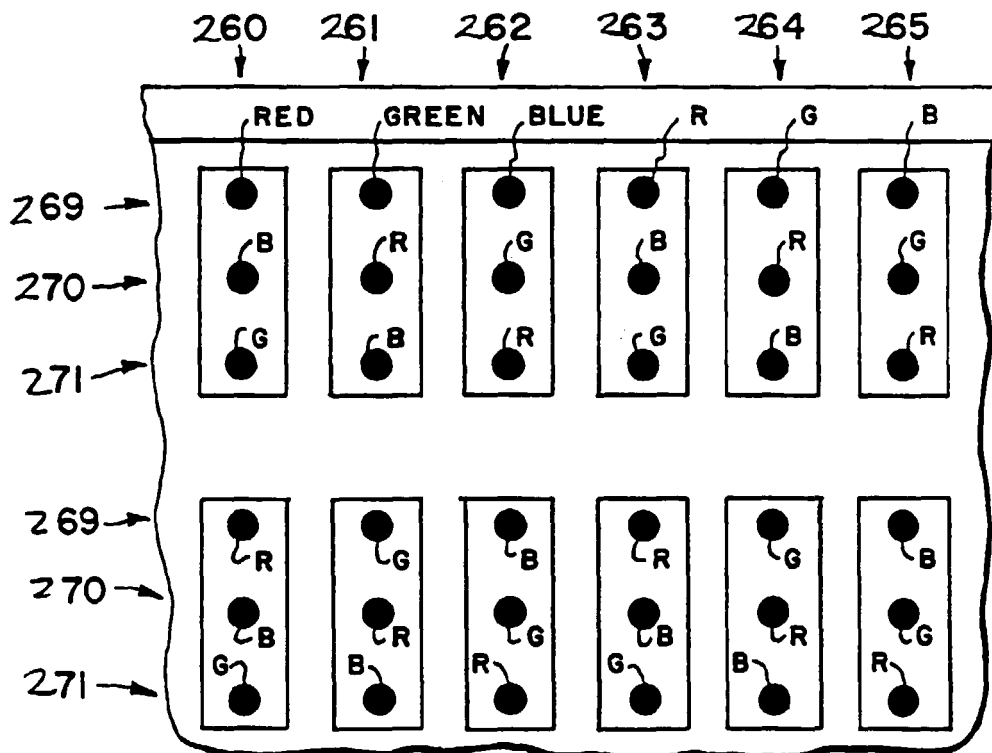 260 261 262 263 264 265
RED GREEN BLUE R G B
269
B R G B R G
270
G B R G B R
271
269
R G B R G B
270
B R G B R G
G B R G B R
271